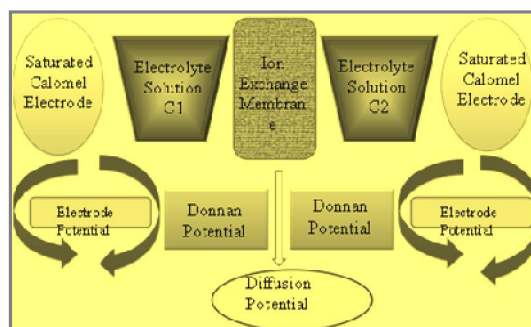 Saturated
Calomel
Electrode
Electrolyte
Solution
C1
Ion
Exchange
Membran
e
Electrolyte
Solution
C2
Saturated
Calomel
Electrode
Electrode
Potential
Donnan
Potential
Donnan
Potential
Electrode
Potential
Diffusion
Potential